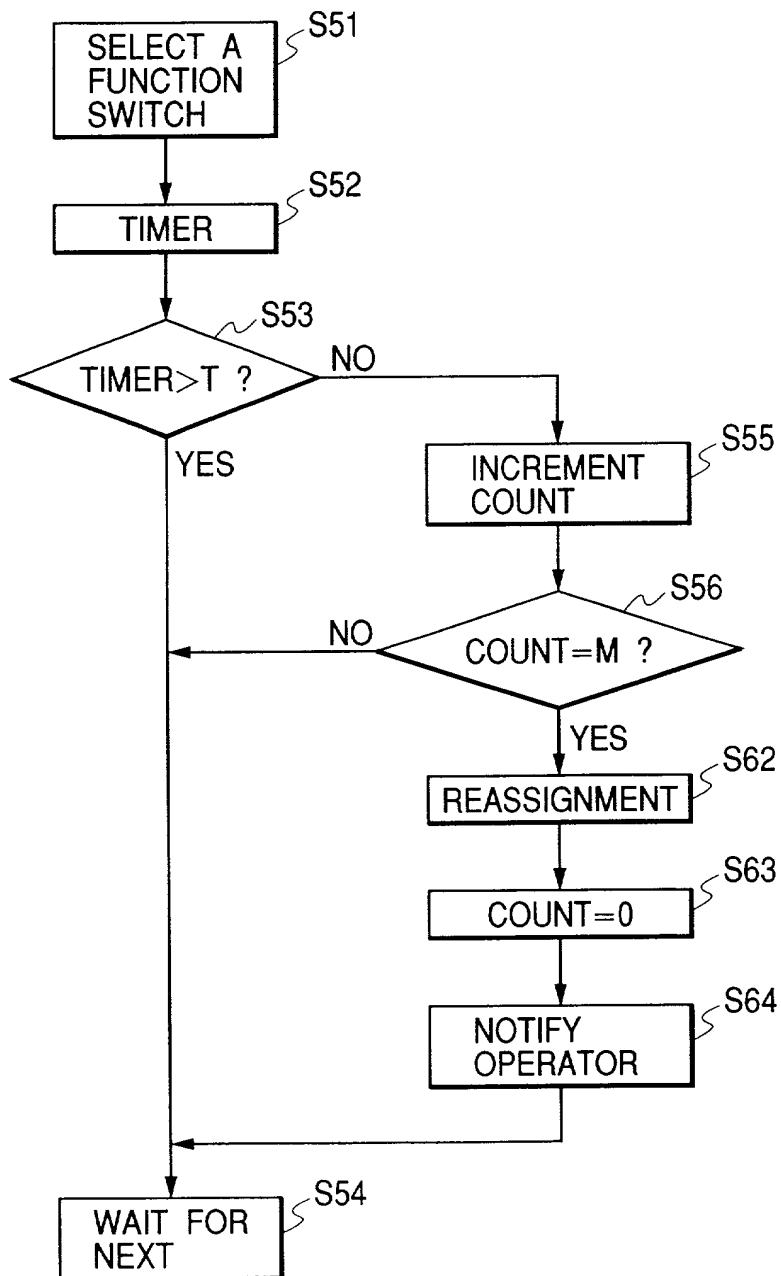 S51
SELECT A
FUNCTION
SWITCH
S52
TIMER
S53
TIMER>T ?
NO
YES
S55
INCREMENT
COUNT
S56
COUNT=M ?
NO
YES
S62
REASSIGNMENT
S63
COUNT=0
S64
NOTIFY
OPERATOR
S54
WAIT FOR
NEXT